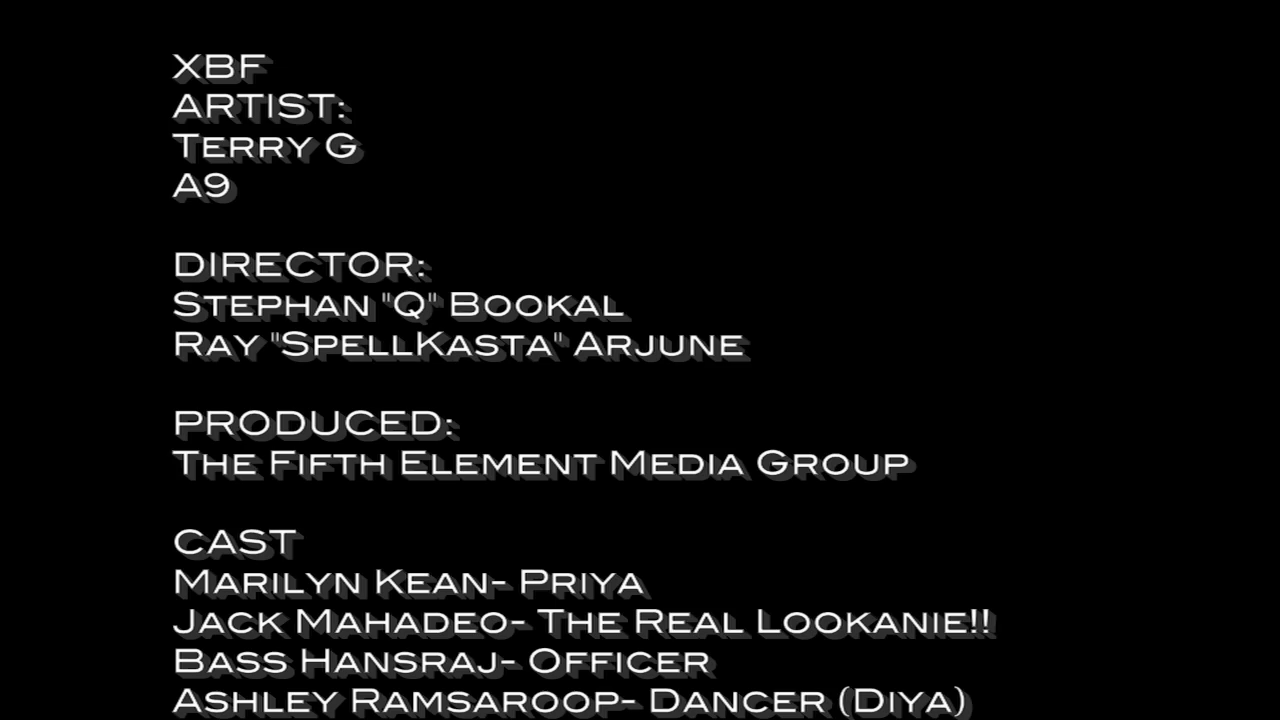 XBF
ARTIST:
TERRY G
A9
DIRECTOR:
STEPHAN "Q" BOOKAL
RAY "SPELLKASTA" ARJUNE
PRODUCED:
THE FIFTH ELEMENT MEDIA GROUP
CAST
MARILYN KEAN- PRIYA
JACK MAHADEO- THE REAL LOOKANIE!!
BASS HANSRAJ- OFFICER
ASHLEY RAMSAROOP- DANCER (DIYA)